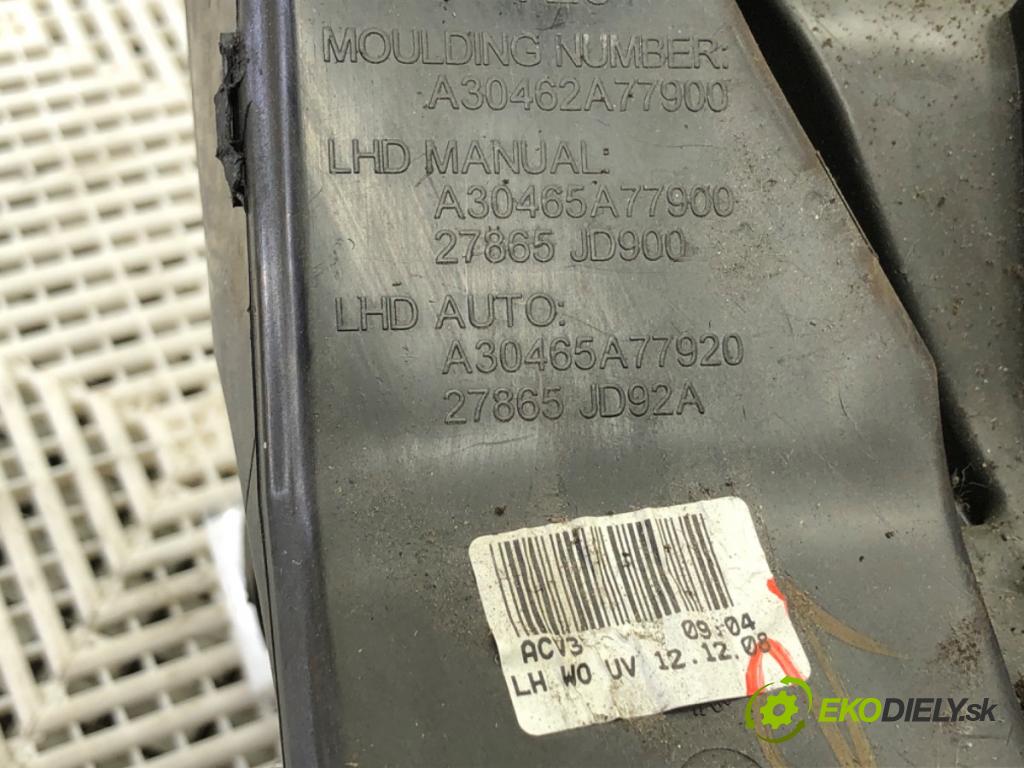 MOULDING NUMBER:
A30462A77900
LHD MANUAL:
A30465A77900
27865 JD900
LHD AUTO:
A30465A77920
27865 JD92A
ACV3 09:04
LH WO UV 12.12.08
EKODIELY.sk